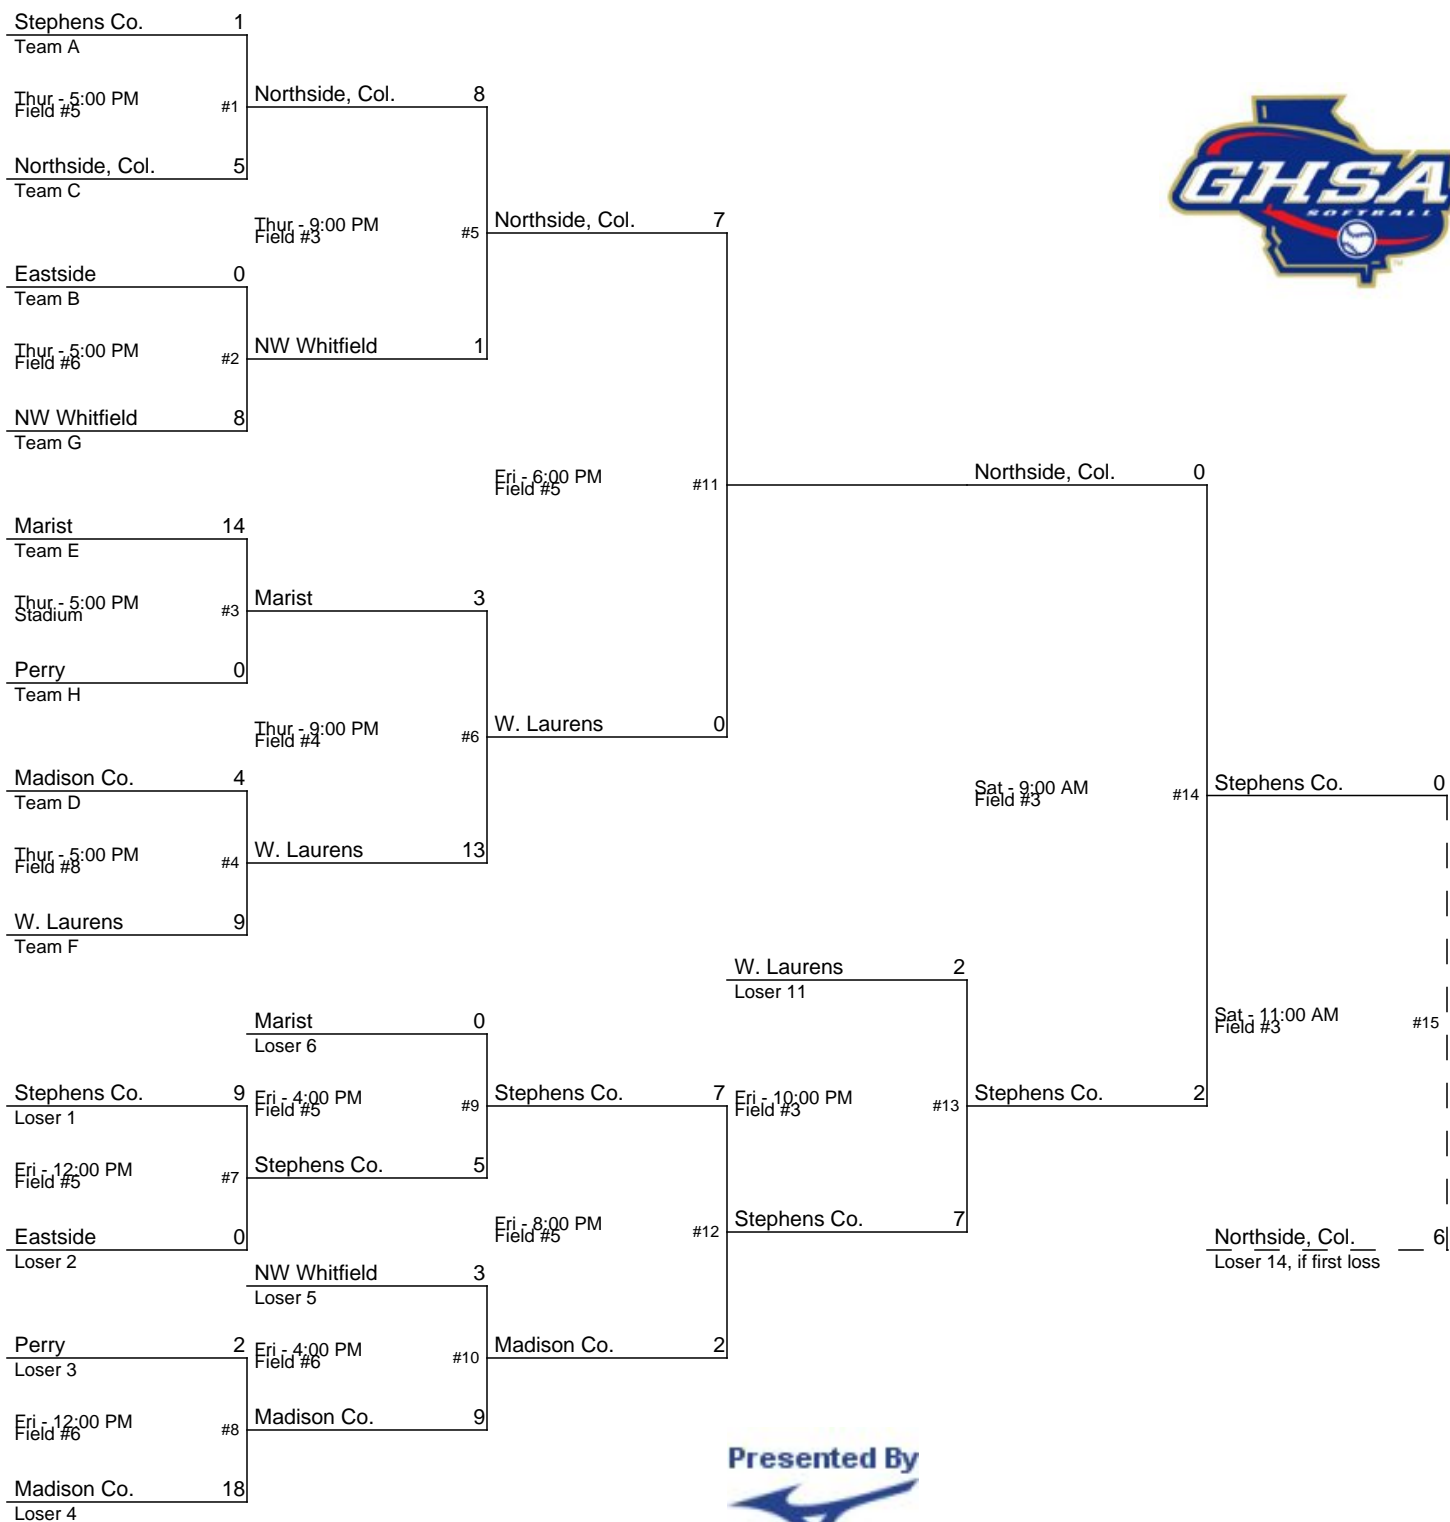 Stephens Co. 1
Team A
Thur - 5:00 PM
Field #5
#1
Northside, Col. 8
Northside, Col. 5
Team C
Thur - 9:00 PM
Field #3
#5
Northside, Col. 7
Eastside 0
Team B
Thur - 5:00 PM
Field #6
#2
NW Whitfield 1
NW Whitfield 8
Team G
Fri - 6:00 PM
Field #5
#11
Northside, Col. 0
GHSA
SOFTBALL
TM
Marist 14
Team E
Thur - 5:00 PM
Stadium
#3
Marist 3
Perry 0
Team H
Thur - 9:00 PM
Field #4
#6
W. Laurens 0
Madison Co. 4
Team D
Thur - 5:00 PM
Field #8
#4
W. Laurens 13
W. Laurens 9
Team F
Sat - 9:00 AM
Field #3
#14
Stephens Co. 0
W. Laurens 2
Loser 11
Marist 0
Loser 6
Sat - 11:00 AM
Field #3
#15
Stephens Co. 9
Loser 1
Fri - 4:00 PM
Field #5
#9
Stephens Co. 7
Fri - 10:00 PM
Field #3
#13
Stephens Co. 2
Fri - 12:00 PM
Field #5
#7
Stephens Co. 5
Eastside 0
Loser 2
Fri - 8:00 PM
Field #5
#12
Stephens Co. 7
Northside, Col. 6
Loser 14, if first loss
NW Whitfield 3
Loser 5
Perry 2
Loser 3
Fri - 4:00 PM
Field #6
#10
Madison Co. 2
Fri - 12:00 PM
Field #6
#8
Madison Co. 9
Madison Co. 18
Loser 4
Presented By